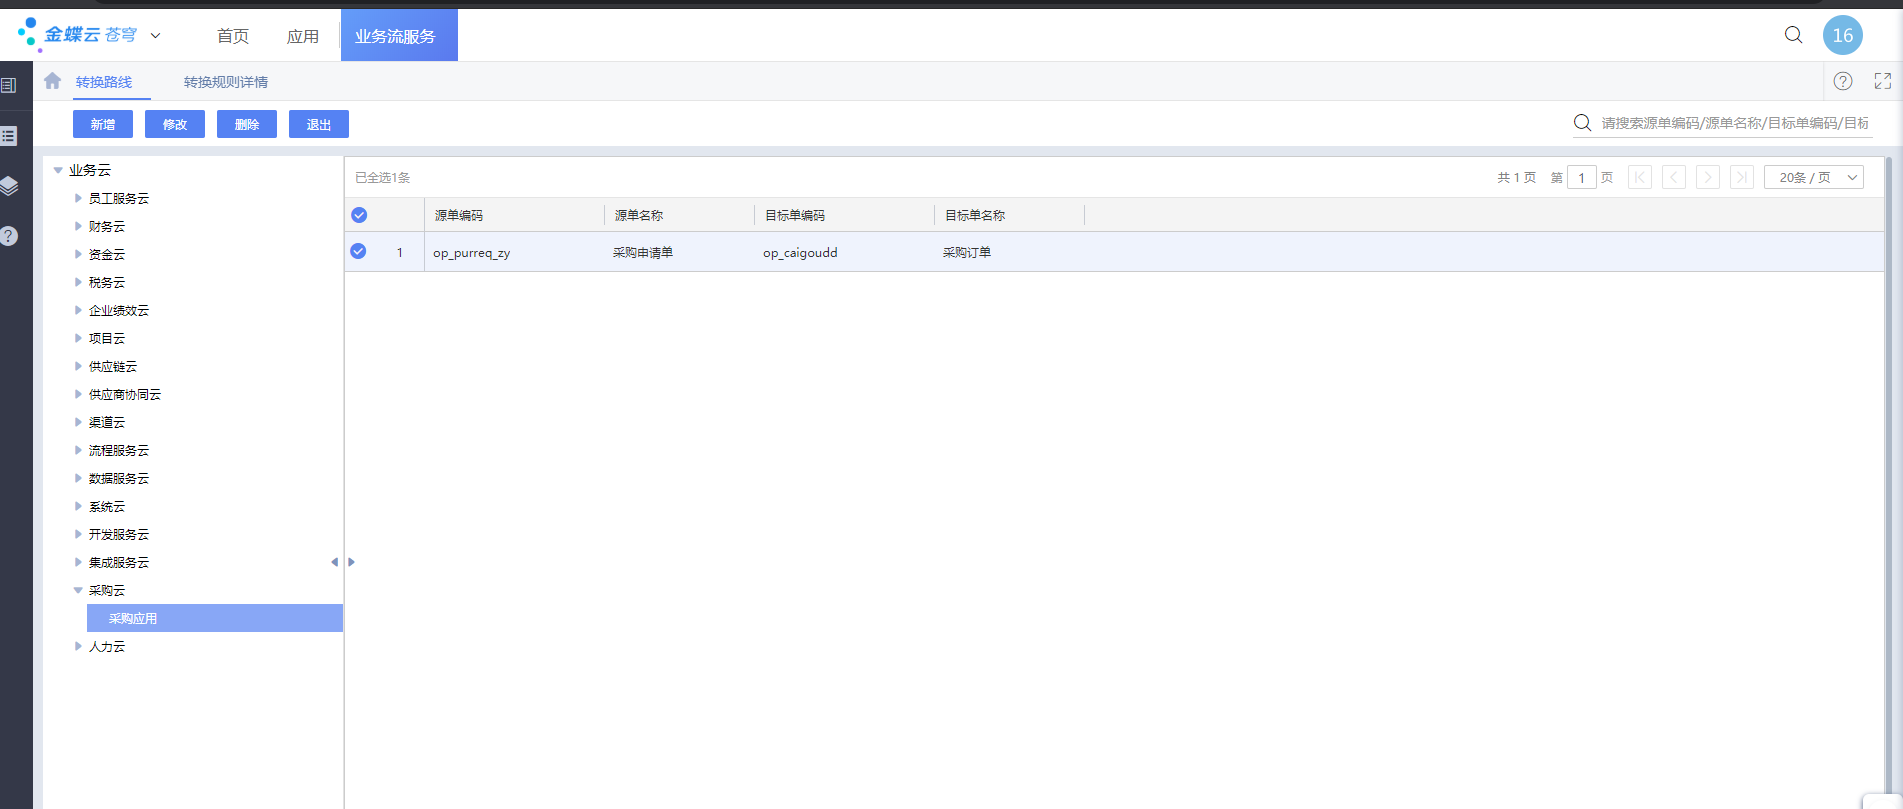 金蝶云 苍穹 首页 应用 业务流服务 16
转换路线 转换规则详情
新增 修改 删除 退出 请搜索源单编码/源单名称/目标单编码/目标
业务云
员工服务云
财务云
资金云
税务云
企业绩效云
项目云
供应链云
供应商协同云
渠道云
流程服务云
数据服务云
系统云
开发服务云
集成服务云
采购云
采购应用
人力云
已全选1条 共 1 页 第 1 页 20条 / 页
源单编码 源单名称 目标单编码 目标单名称
1 op_purreq_zy 采购申请单 op_caigoudd 采购订单